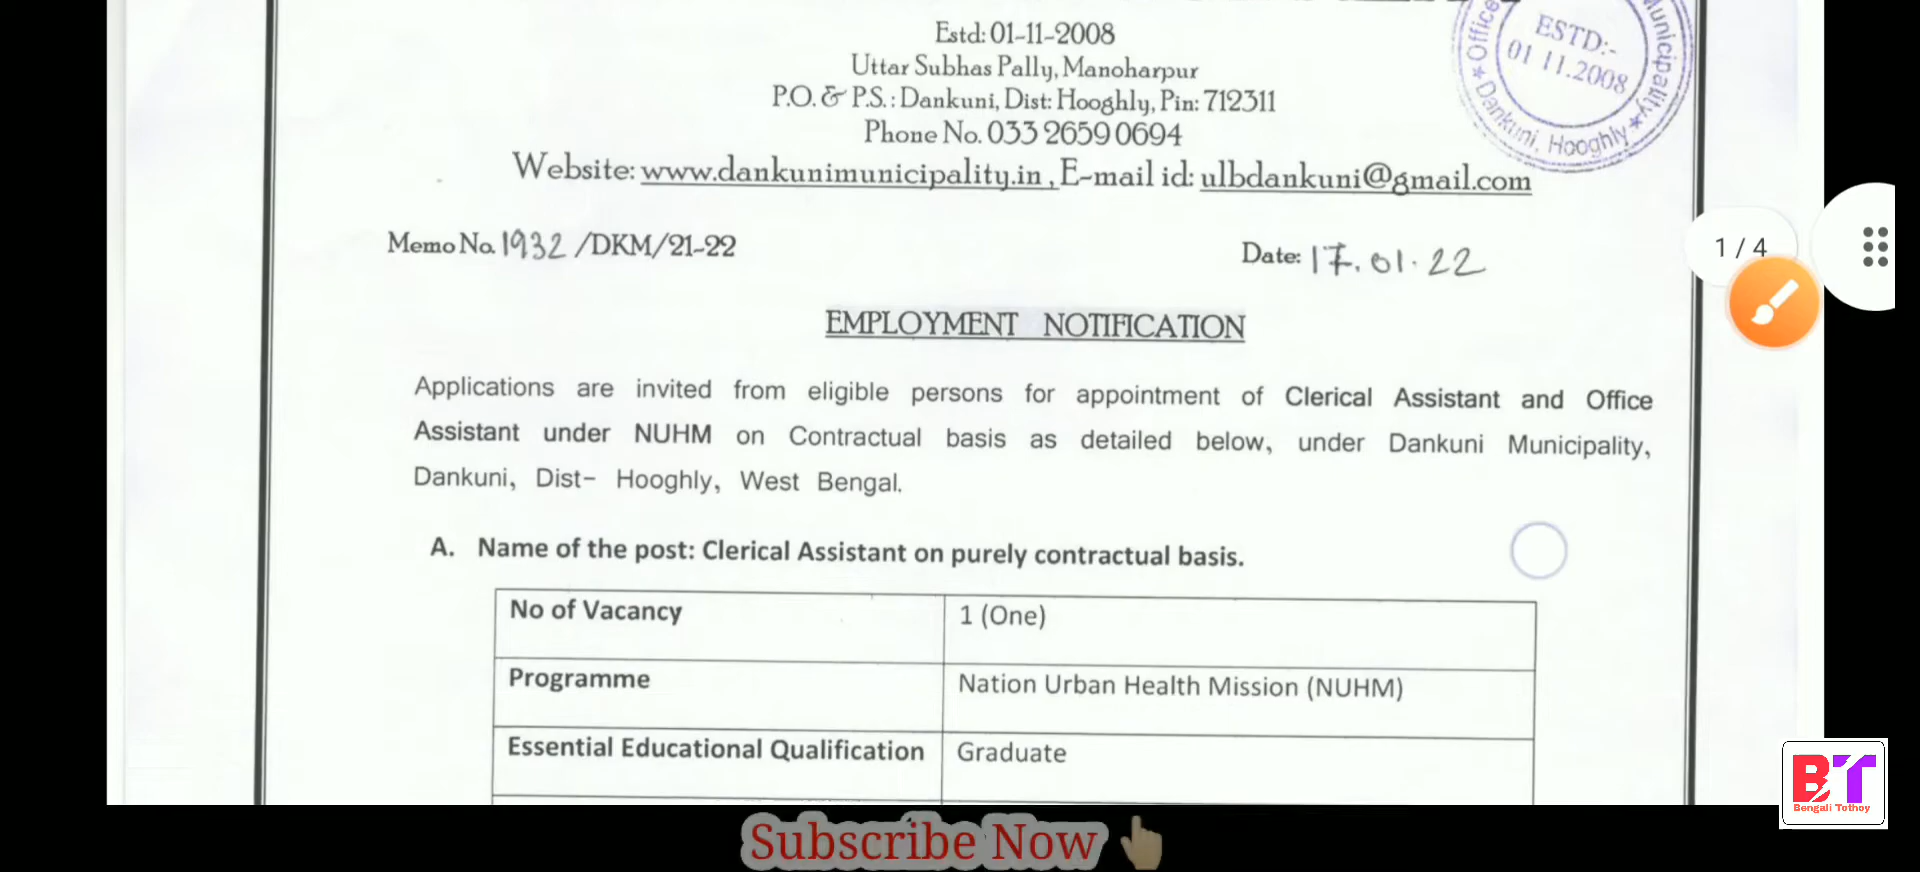 Estd: 01-11-2008
Uttar Subhas Pally, Manoharpur
P.O. & P.S. : Dankuni, Dist: Hooghly, Pin: 712311
Phone No. 033 2659 0694
Website: www.dankunimunicipality.in , E-mail id: ulbdankuni@gmail.com
Office
Municipality
ESTD:-
01 11.2008
★ Dankuni, Hooghly ★
Memo No. 1932 /DKM/21-22
Date: 17.01.22
1 / 4
EMPLOYMENT NOTIFICATION
Applications are invited from eligible persons for appointment of Clerical Assistant and Office
Assistant under NUHM on Contractual basis as detailed below, under Dankuni Municipality,
Dankuni, Dist- Hooghly, West Bengal.
A. Name of the post: Clerical Assistant on purely contractual basis.
No of Vacancy 1 (One)
Programme Nation Urban Health Mission (NUHM)
Essential Educational Qualification Graduate
BT
Bengali Tothoy
Subscribe Now